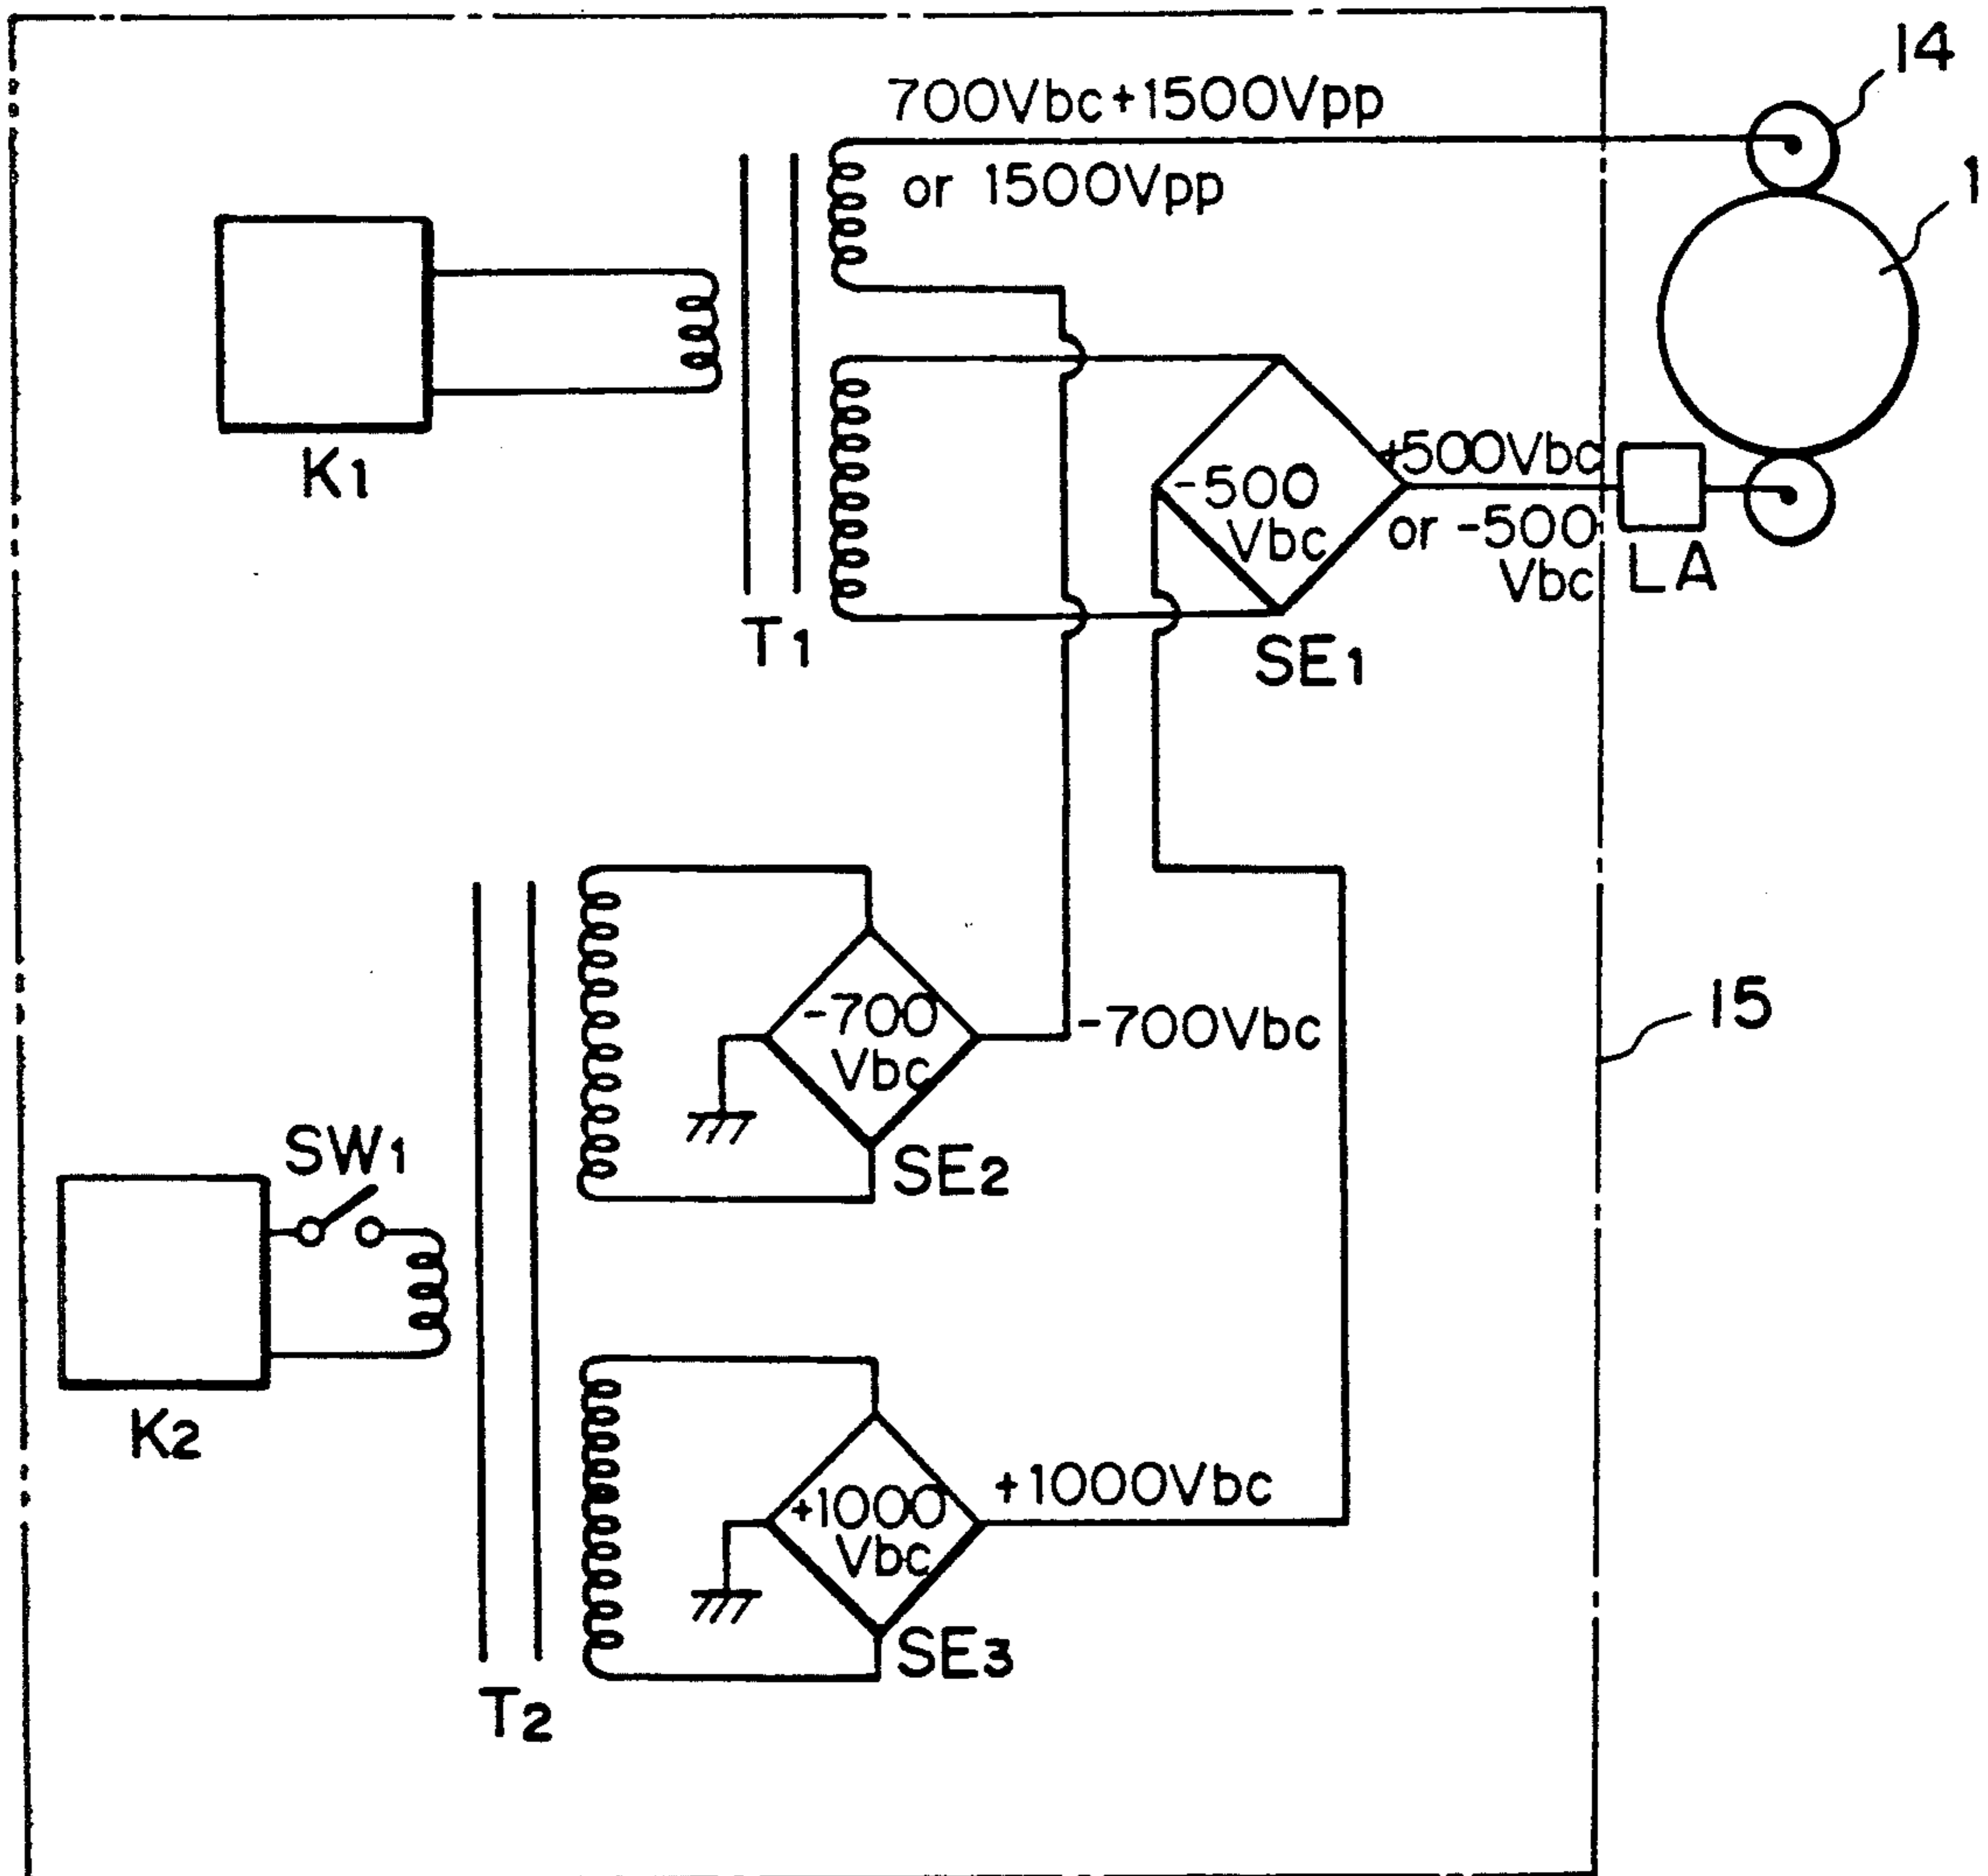 14
700Vbc+1500Vpp
or 1500Vpp
1
K1
T1
-500
Vbc
+500Vbc
or -500
Vbc
LA
SE1
-700
Vbc
-700Vbc
15
SW1
SE2
K2
+1000
Vbc
+1000Vbc
SE3
T2